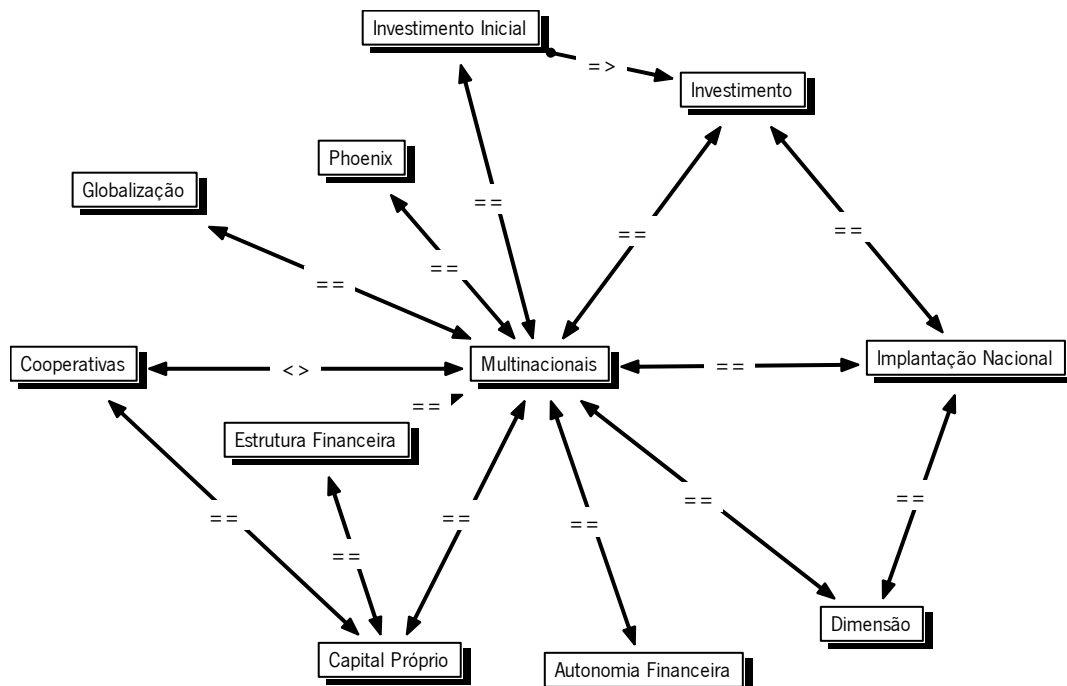 Investimento Inicial
=>
Investimento
Phoenix
Globalização
==
==
==
==
==
==
Cooperativas
<>
Multinacionais
==
Implantação Nacional
==
Estrutura Financeira
==
==
==
==
==
==
==
Dimensão
Capital Próprio
Autonomia Financeira